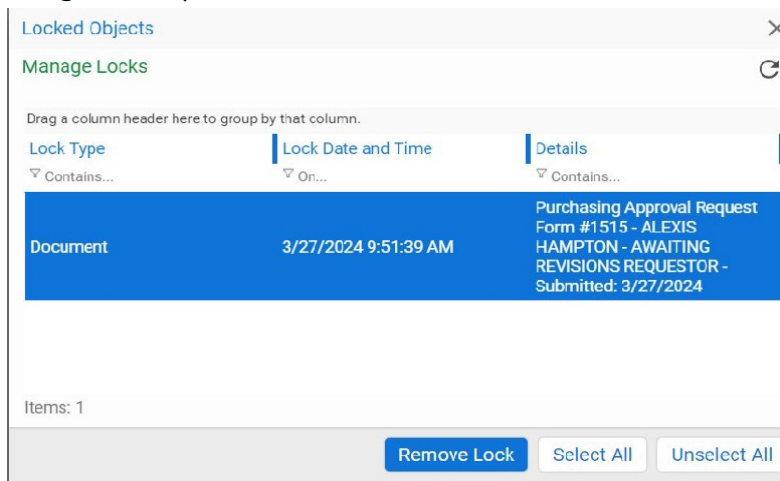 Locked Objects
Manage Locks
Drag a column header here to group by that column.
Lock Type Lock Date and Time Details
Contains... On... Contains...
Document 3/27/2024 9:51:39 AM Purchasing Approval Request
Form #1515 - ALEXIS
HAMPTON - AWAITING
REVISIONS REQUESTOR -
Submitted: 3/27/2024
Items: 1
Remove Lock Select All Unselect All